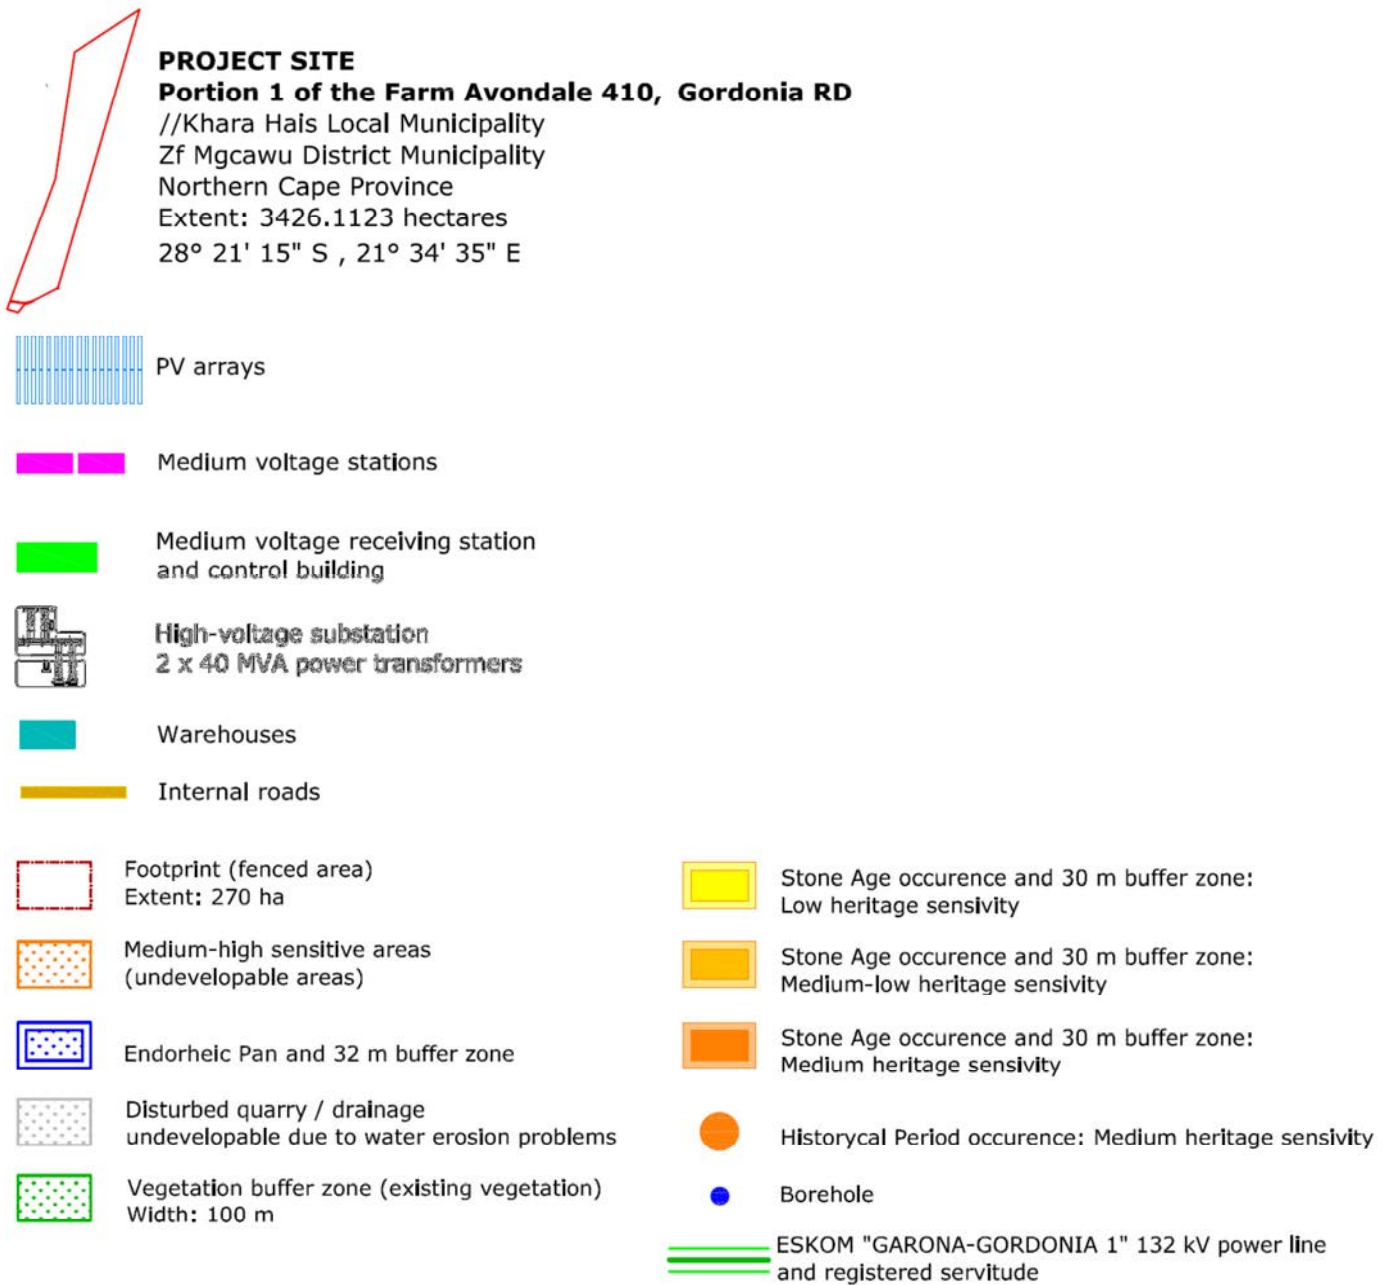 PROJECT SITE
Portion 1 of the Farm Avondale 410, Gordonia RD
//Khara Hais Local Municipality
Zf Mgcawu District Municipality
Northern Cape Province
Extent: 3426.1123 hectares
28° 21' 15" S , 21° 34' 35" E
PV arrays
Medium voltage stations
Medium voltage receiving station
and control building
High-voltage substation
2 x 40 MVA power transformers
Warehouses
Internal roads
Footprint (fenced area)
Extent: 270 ha
Medium-high sensitive areas
(undevelopable areas)
Endorheic Pan and 32 m buffer zone
Disturbed quarry / drainage
undevelopable due to water erosion problems
Vegetation buffer zone (existing vegetation)
Width: 100 m
Stone Age occurence and 30 m buffer zone:
Low heritage sensivity
Stone Age occurence and 30 m buffer zone:
Medium-low heritage sensivity
Stone Age occurence and 30 m buffer zone:
Medium heritage sensivity
Historycal Period occurence: Medium heritage sensivity
Borehole
ESKOM "GARONA-GORDONIA 1" 132 kV power line
and registered servitude